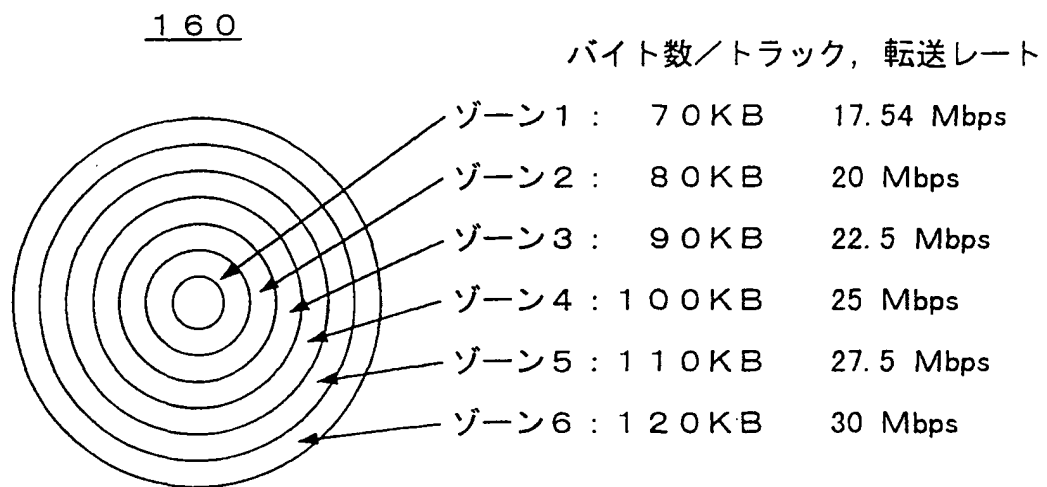 １６０
バイト数／トラック，転送レート
ゾーン１：７０ＫＢ 17.54 Mbps
ゾーン２：８０ＫＢ 20 Mbps
ゾーン３：９０ＫＢ 22.5 Mbps
ゾーン４：１００ＫＢ 25 Mbps
ゾーン５：１１０ＫＢ 27.5 Mbps
ゾーン６：１２０ＫＢ 30 Mbps